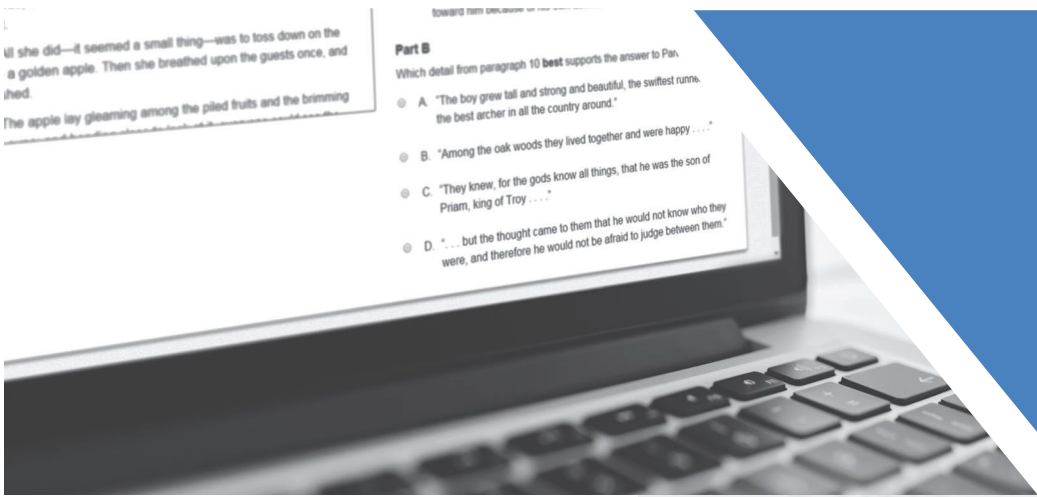 All she did—it seemed a small thing—was to toss down on the
a golden apple. Then she breathed upon the guests once, and
The apple lay gleaming among the piled fruits and the brimming
toward him because of his
Part B
Which detail from paragraph 10 best supports the answer to
A. "The boy grew tall and strong and beautiful, the swiftest
the best archer in all the country around."
B. "Among the oak woods they lived together and were happy . . . ."
C. "They knew, for the gods know all things, that he was the son of
Priam, king of Troy . . . ."
D. ". . . but the thought came to them that he would not know who they
were, and therefore he would not be afraid to judge between them."